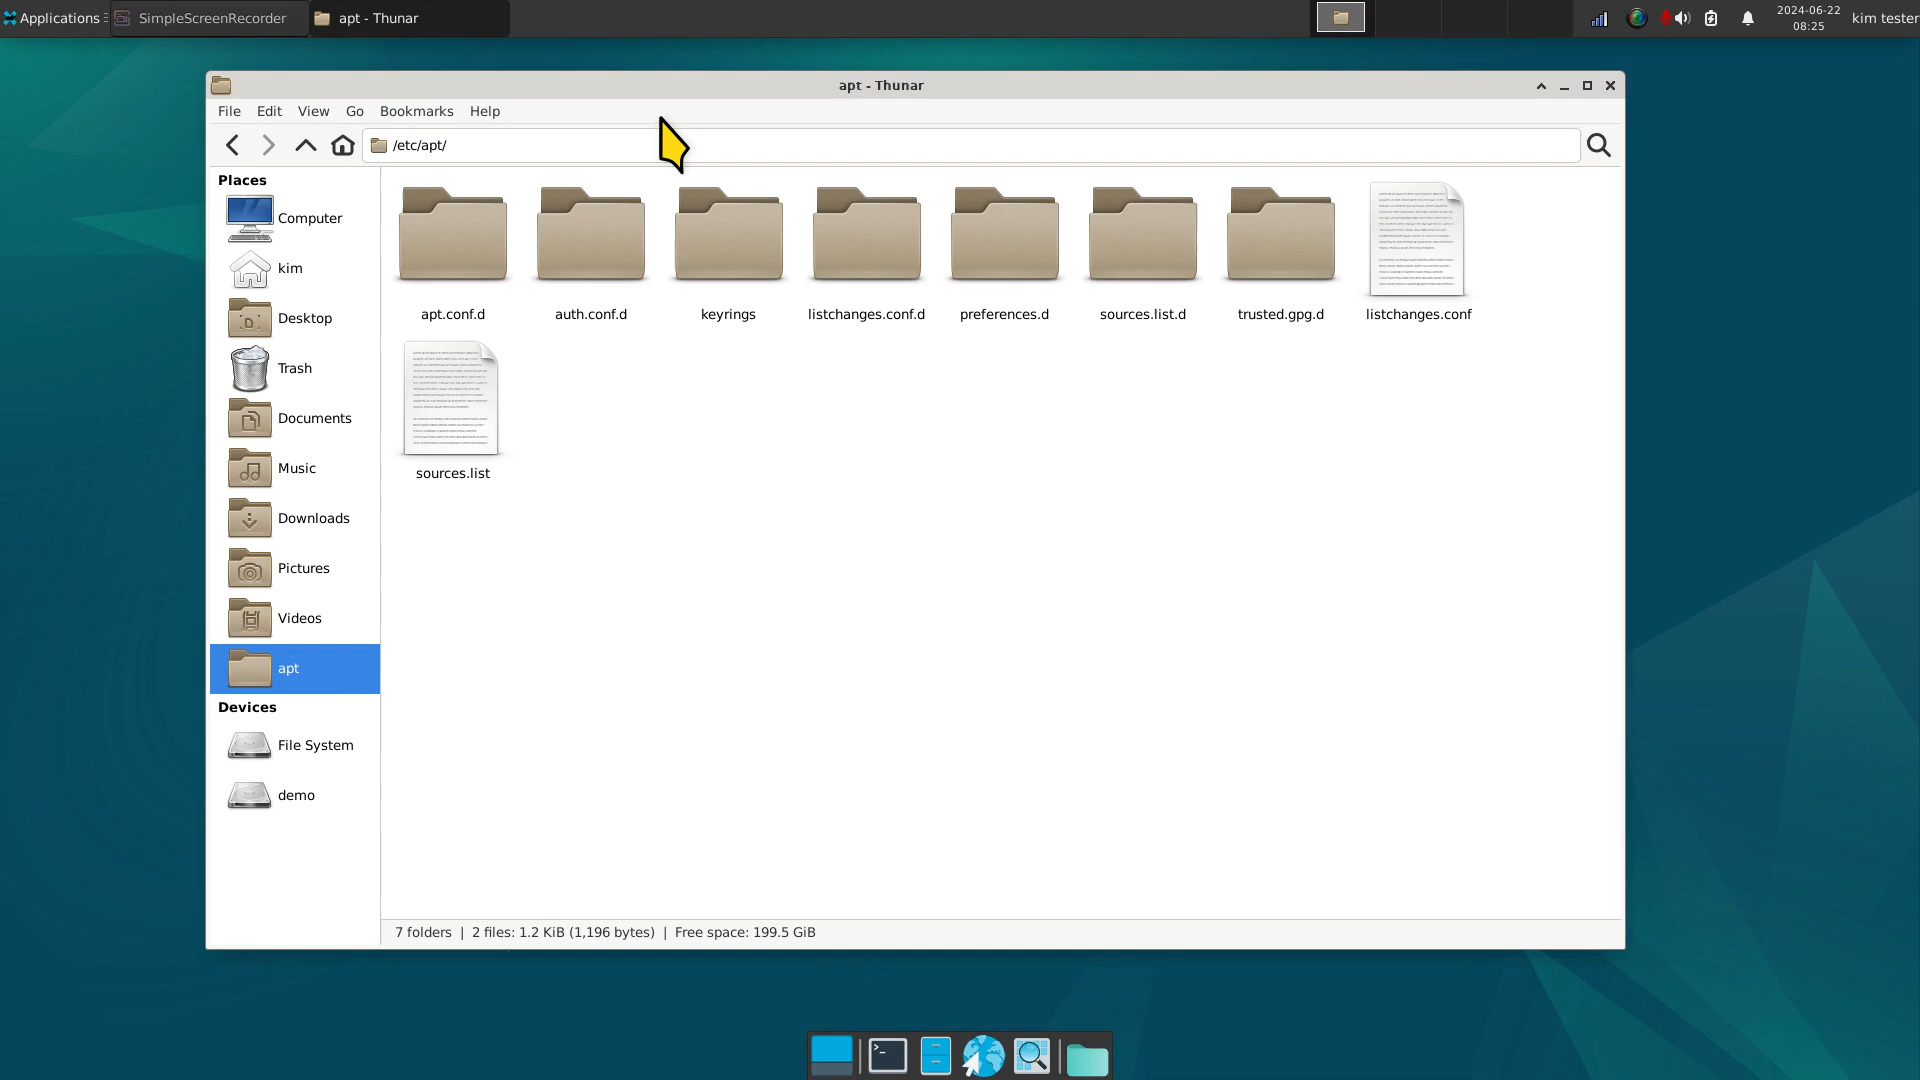 Applications
SimpleScreenRecorder
apt - Thunar
2024-06-22
08:25
kim tester
apt - Thunar
File Edit View Go Bookmarks Help
/etc/apt/
Places
Computer
kim
Desktop
Trash
Documents
Music
Downloads
Pictures
Videos
apt
Devices
File System
demo
apt.conf.d
auth.conf.d
keyrings
listchanges.conf.d
preferences.d
sources.list.d
trusted.gpg.d
listchanges.conf
sources.list
7 folders | 2 files: 1.2 KiB (1,196 bytes) | Free space: 199.5 GiB